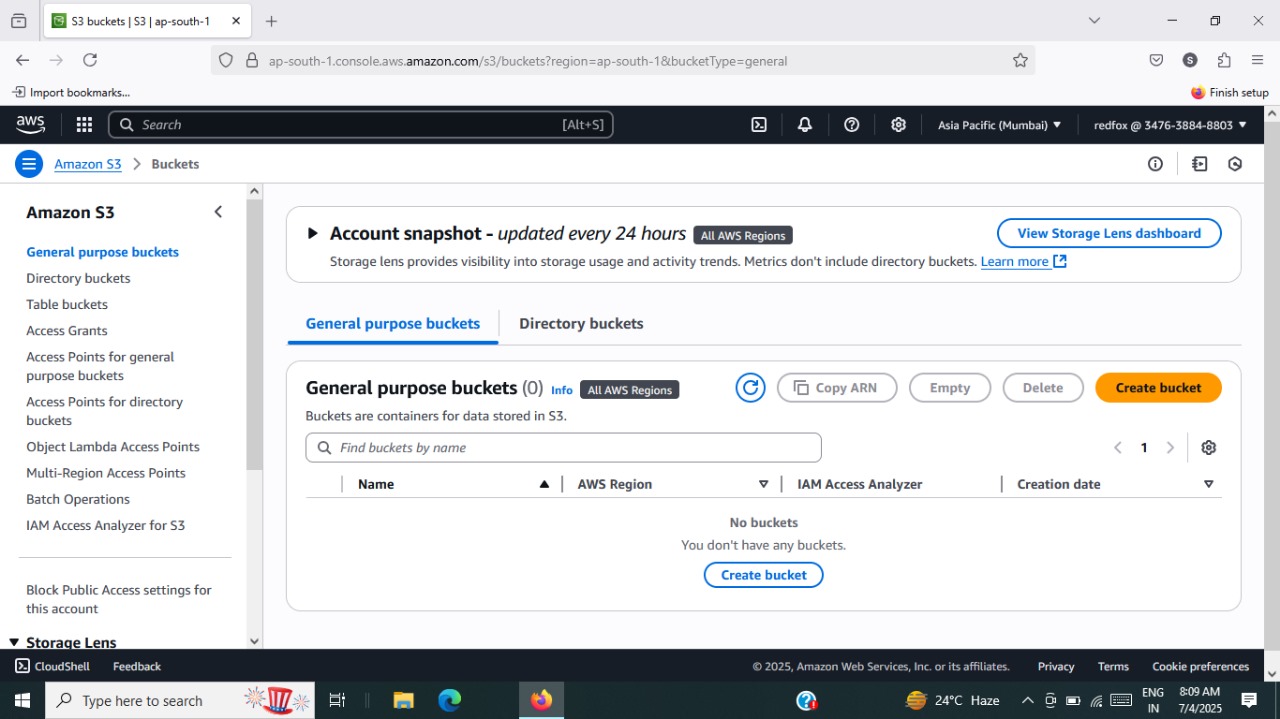 S3 buckets | S3 | ap-south-1
ap-south-1.console.aws.amazon.com/s3/buckets?region=ap-south-1&bucketType=general
S
Import bookmarks...
Finish setup
aws
Search
[Alt+S]
Asia Pacific (Mumbai)
redfox @ 3476-3884-8803
Amazon S3
Buckets
Amazon S3
General purpose buckets
Directory buckets
Table buckets
Access Grants
Access Points for general
purpose buckets
Access Points for directory
buckets
Object Lambda Access Points
Multi-Region Access Points
Batch Operations
IAM Access Analyzer for S3
Block Public Access settings for
this account
Storage Lens
Account snapshot - updated every 24 hours All AWS Regions
View Storage Lens dashboard
Storage lens provides visibility into storage usage and activity trends. Metrics don't include directory buckets. Learn more
General purpose buckets
Directory buckets
General purpose buckets (0) Info All AWS Regions
Copy ARN
Empty
Delete
Create bucket
Buckets are containers for data stored in S3.
Find buckets by name
1
Name
AWS Region
IAM Access Analyzer
Creation date
No buckets
You don't have any buckets.
Create bucket
CloudShell
Feedback
© 2025, Amazon Web Services, Inc. or its affiliates.
Privacy
Terms
Cookie preferences
Type here to search
24°C Haze
ENG
IN
8:09 AM
7/4/2025